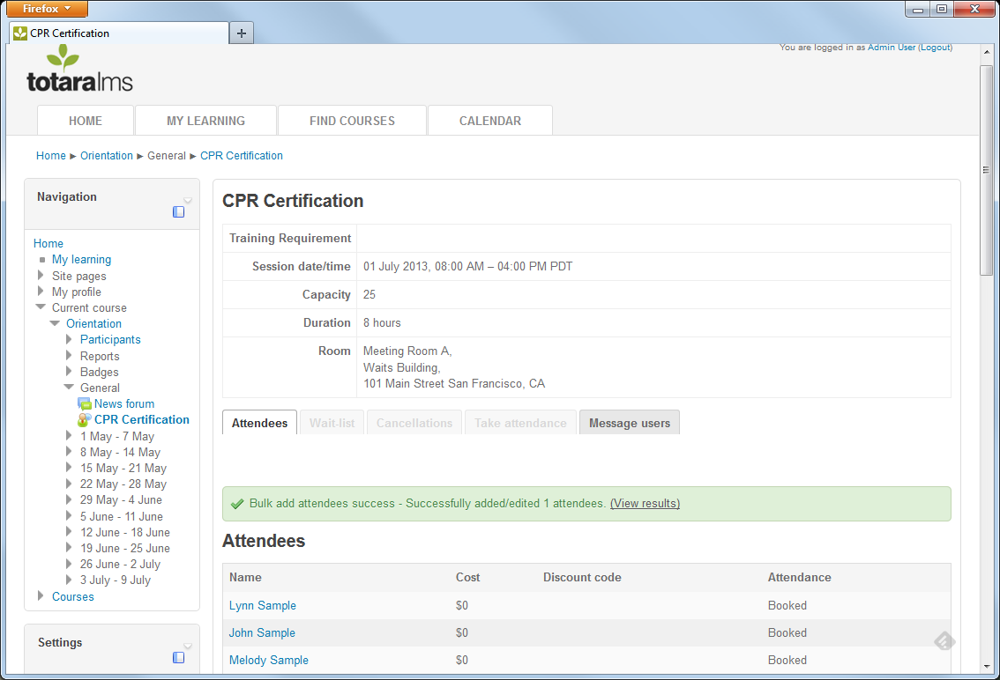 Firefox
CPR Certification
You are logged in as Admin User (Logout)
totaralms
HOME
MY LEARNING
FIND COURSES
CALENDAR
Home ► Orientation ► General ► CPR Certification
Navigation
Home
My learning
Site pages
My profile
Current course
Orientation
Participants
Reports
Badges
General
News forum
CPR Certification
1 May - 7 May
8 May - 14 May
15 May - 21 May
22 May - 28 May
29 May - 4 June
5 June - 11 June
12 June - 18 June
19 June - 25 June
26 June - 2 July
3 July - 9 July
Courses
Settings
CPR Certification
Training Requirement
Session date/time 01 July 2013, 08:00 AM – 04:00 PM PDT
Capacity 25
Duration 8 hours
Room Meeting Room A,
Waits Building,
101 Main Street San Francisco, CA
Attendees Wait-list Cancellations Take attendance Message users
Bulk add attendees success - Successfully added/edited 1 attendees. (View results)
Attendees
Name Cost Discount code Attendance
Lynn Sample $0 Booked
John Sample $0 Booked
Melody Sample $0 Booked